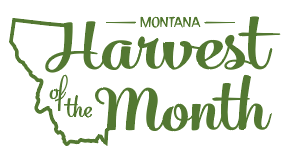 MONTANA
Harvest
of the
Month